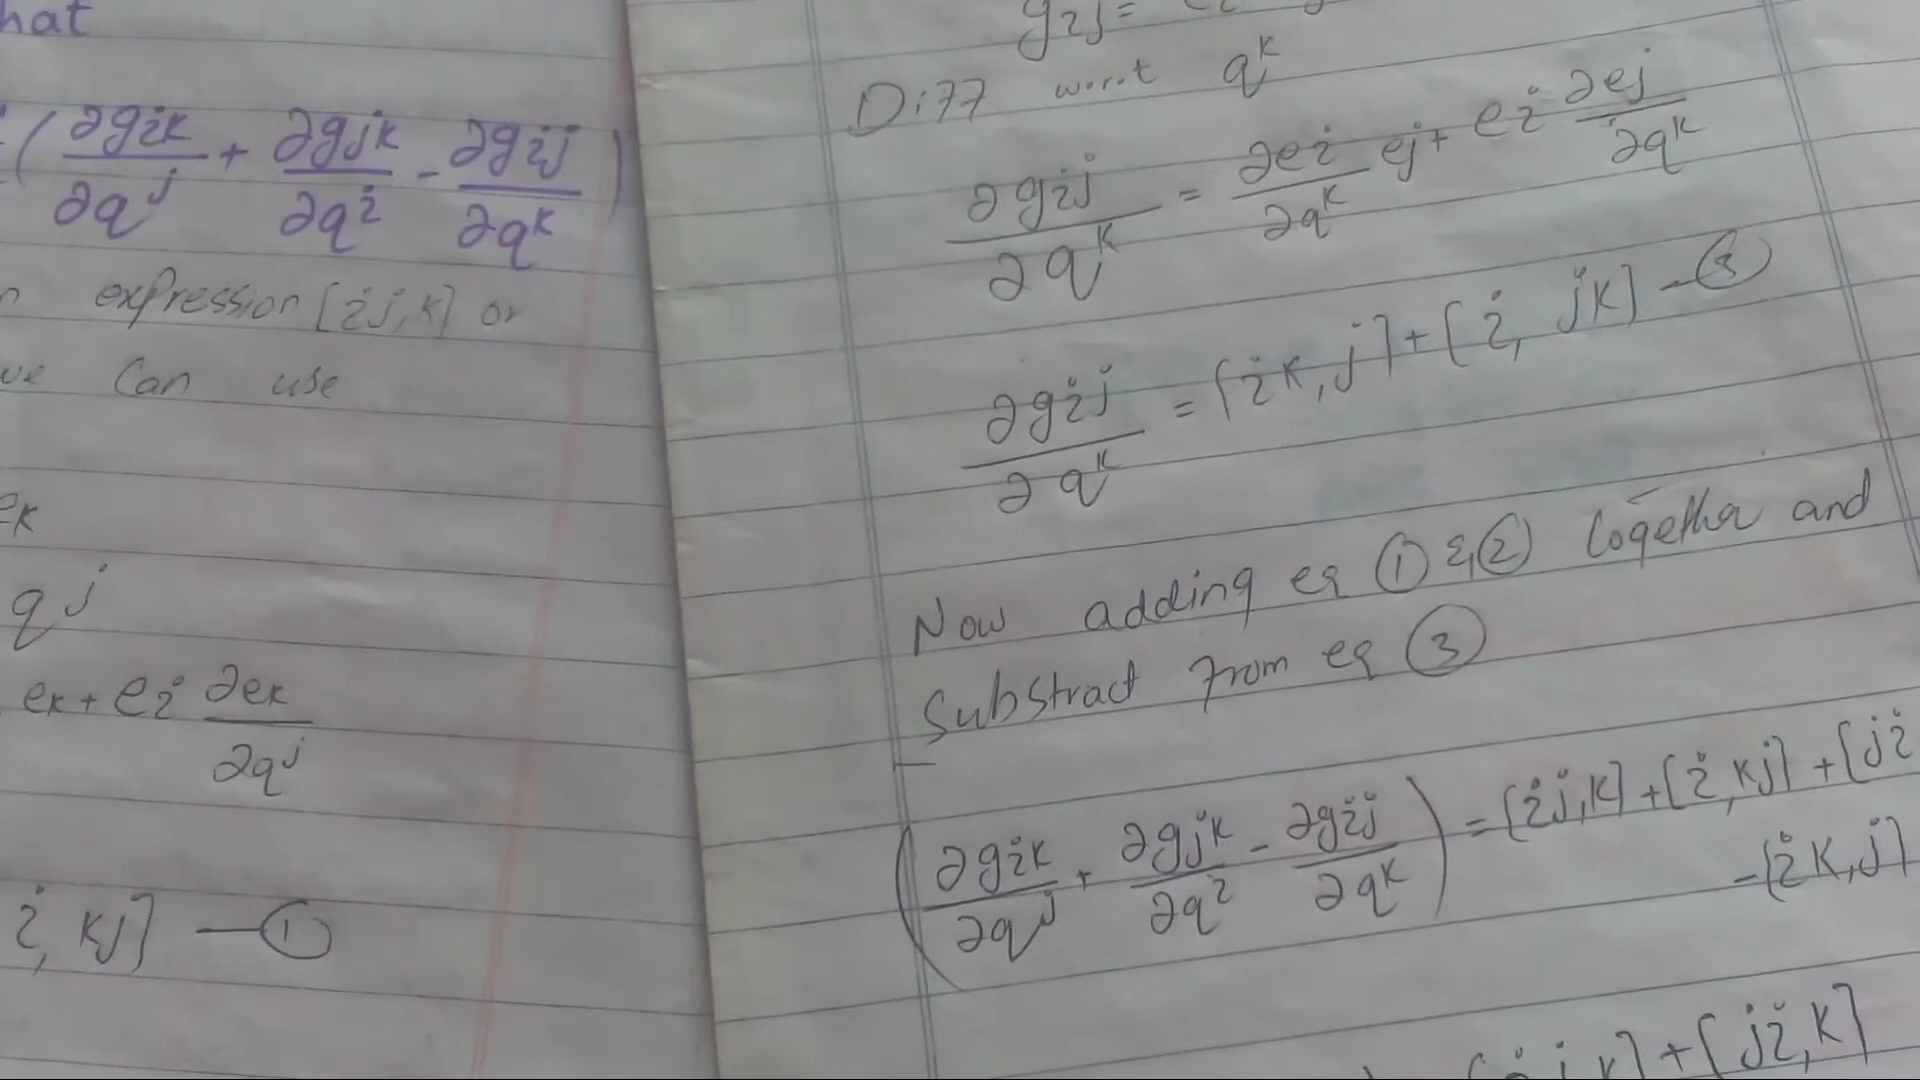 hat
(∂gik/∂q^j + ∂gjk/∂q^i - ∂gij/∂q^k)
expression [ij,k] or
Can use
ek
q^j
ek + ei ∂ek/∂q^j
i, kj] — ①
gij =
Diff w.r.t q^k
∂gij/∂q^k = ∂ei/∂q^k ej + ei ∂ej/∂q^k
∂gij/∂q^k = [ik,j] + [i, jk] - ③
Now adding eq ① & ② together and
Substract from eq ③
(∂gik/∂q^j + ∂gjk/∂q^i - ∂gij/∂q^k) = [ij,k] + [i,kj] + [ji
-[ik,j]
+ [ji,k]